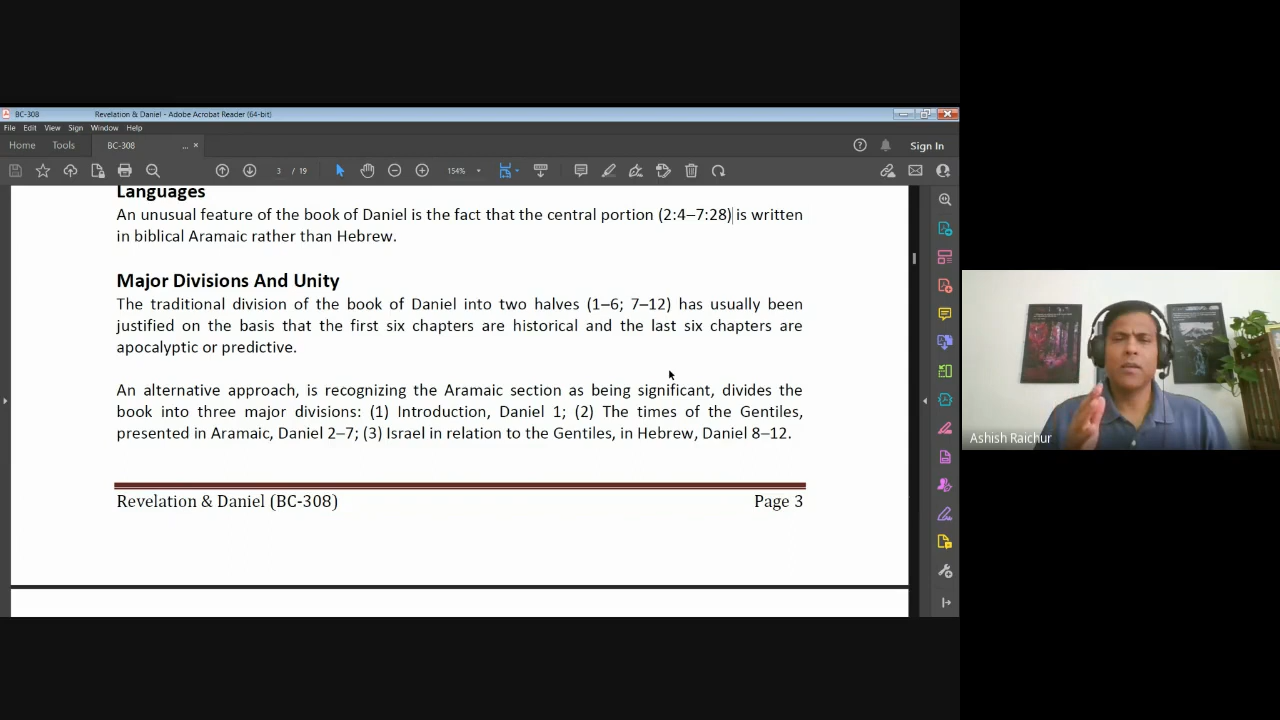 BC-308 Revelation & Daniel - Adobe Acrobat Reader (64-bit)
File Edit View Sign Window Help
Home Tools BC-308 ... × Sign In
3 / 19 154%
Languages
An unusual feature of the book of Daniel is the fact that the central portion (2:4–7:28) is written
in biblical Aramaic rather than Hebrew.
Major Divisions And Unity
The traditional division of the book of Daniel into two halves (1–6; 7–12) has usually been
justified on the basis that the first six chapters are historical and the last six chapters are
apocalyptic or predictive.
An alternative approach, is recognizing the Aramaic section as being significant, divides the
book into three major divisions: (1) Introduction, Daniel 1; (2) The times of the Gentiles,
presented in Aramaic, Daniel 2–7; (3) Israel in relation to the Gentiles, in Hebrew, Daniel 8–12.
Revelation & Daniel (BC-308) Page 3
Ashish Raichur